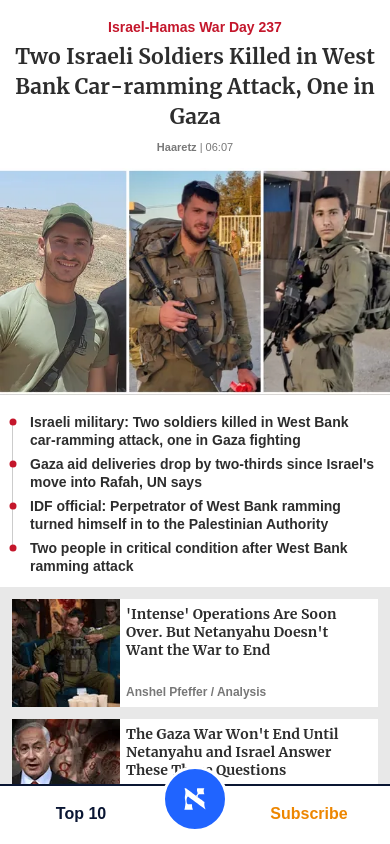 Israel-Hamas War Day 237
Two Israeli Soldiers Killed in West
Bank Car-ramming Attack, One in
Gaza
Haaretz | 06:07
Israeli military: Two soldiers killed in West Bank
car-ramming attack, one in Gaza fighting
Gaza aid deliveries drop by two-thirds since Israel's
move into Rafah, UN says
IDF official: Perpetrator of West Bank ramming
turned himself in to the Palestinian Authority
Two people in critical condition after West Bank
ramming attack
'Intense' Operations Are Soon
Over. But Netanyahu Doesn't
Want the War to End
Anshel Pfeffer / Analysis
The Gaza War Won't End Until
Netanyahu and Israel Answer
These Questions
Top 10
Subscribe